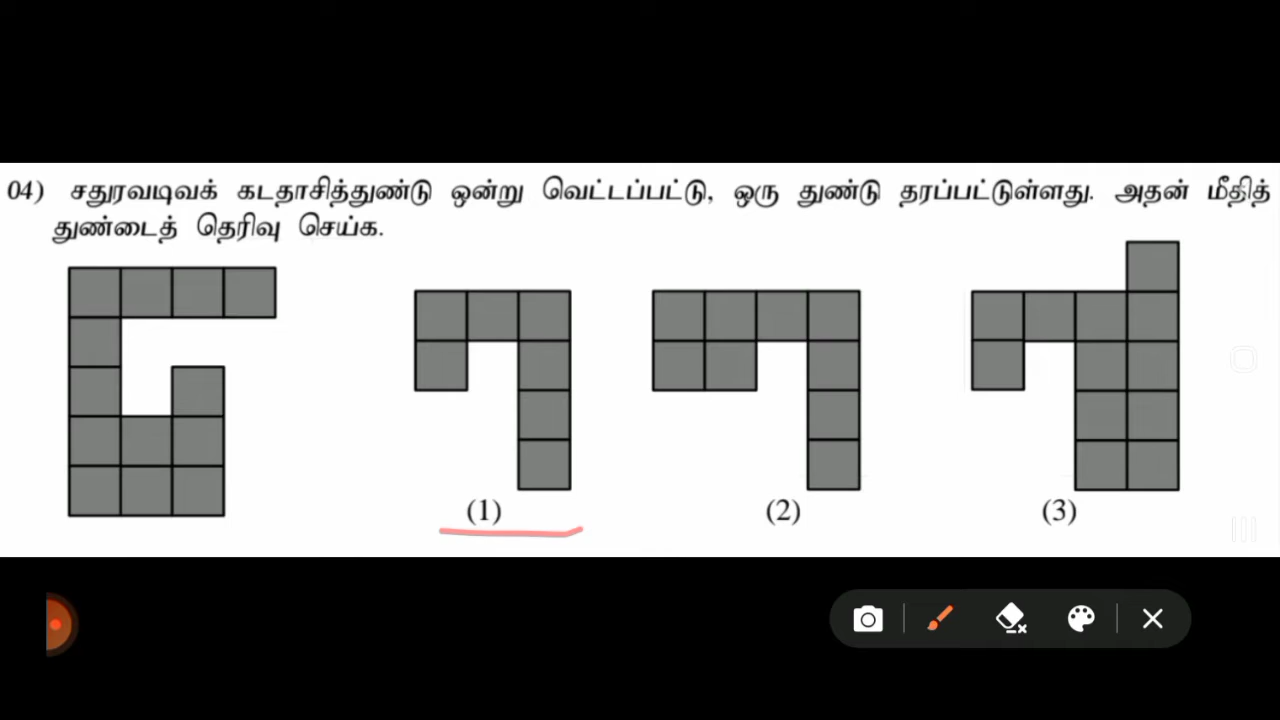 04) சதுரவடிவக் கடதாசித்துண்டு ஒன்று வெட்டப்பட்டு, ஒரு துண்டு தரப்பட்டுள்ளது. அதன் மீதித்
துண்டைத் தெரிவு செய்க.
(1) (2) (3)